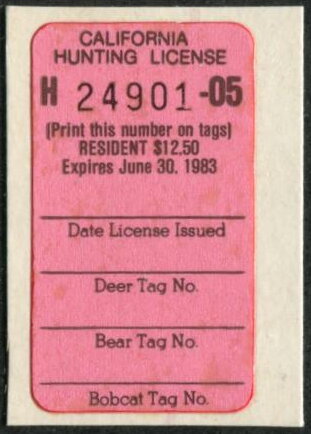 CALIFORNIA
HUNTING LICENSE
H 24901-05
(Print this number on tags)
RESIDENT $12.50
Expires June 30. 1983
Date License Issued
Deer Tag No.
Bear Tag No.
Bobcat Tag No.